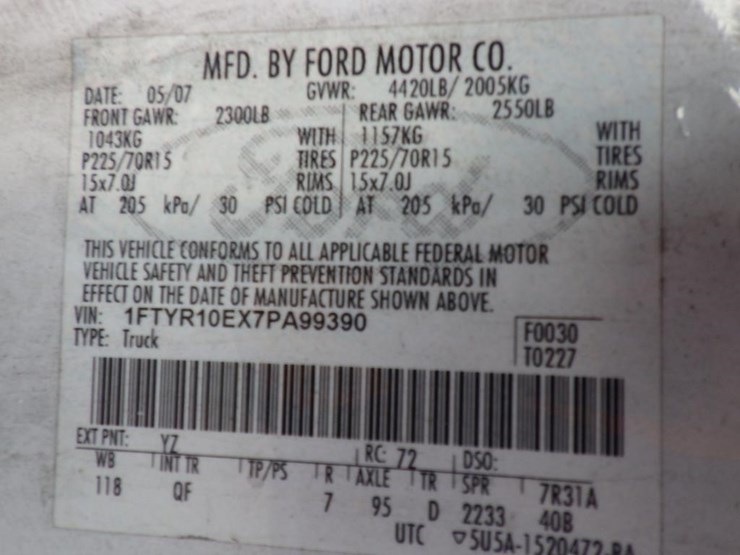 MFD. BY FORD MOTOR CO.
DATE: 05/07 GVWR: 4420LB/ 2005KG
FRONT GAWR: 2300LB REAR GAWR: 2550LB
1043KG WITH 1157KG WITH
P225/70R15 TIRES P225/70R15 TIRES
15x7.0J RIMS 15x7.0J RIMS
AT 205 kPa/ 30 PSI COLD AT 205 kPa/ 30 PSI COLD
THIS VEHICLE CONFORMS TO ALL APPLICABLE FEDERAL MOTOR
VEHICLE SAFETY AND THEFT PREVENTION STANDARDS IN
EFFECT ON THE DATE OF MANUFACTURE SHOWN ABOVE.
VIN: 1FTYR10EX7PA99390
TYPE: Truck
F0030
T0227
EXT PNT: YZ RC: 72 DSO:
WB INT TR TP/PS R AXLE TR SPR 7R31A
118 QF 7 95 D 2233 40B
UTC ▽5U5A-1520472-BA